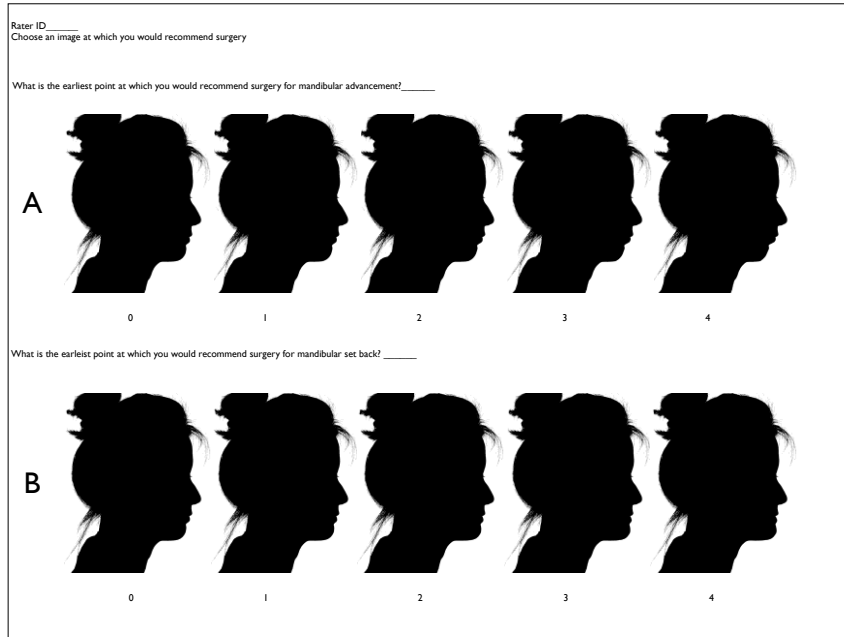 Rater ID______
Choose an image at which you would recommend surgery
What is the earliest point at which you would recommend surgery for mandibular advancement?______
A
0 1 2 3 4
What is the earleist point at which you would recommend surgery for mandibular set back? ______
B
0 1 2 3 4